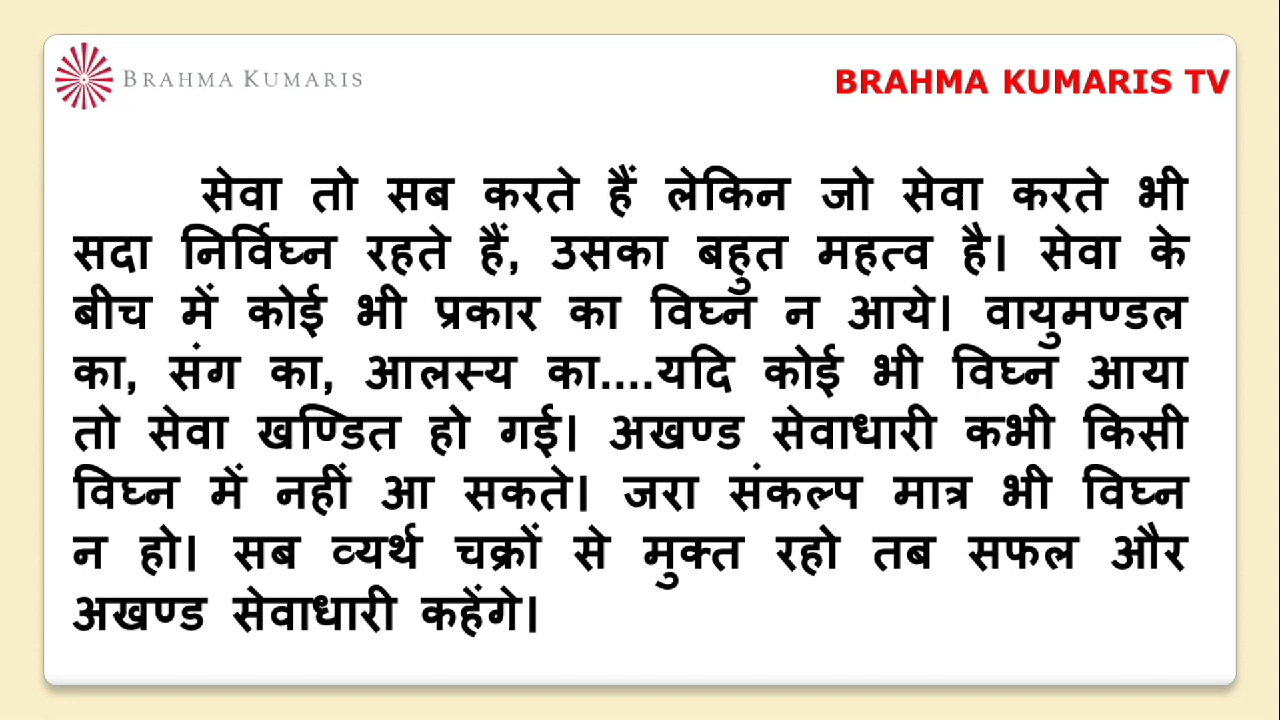 BRAHMA KUMARIS
BRAHMA KUMARIS TV
सेवा तो सब करते हैं लेकिन जो सेवा करते भी
सदा निर्विघ्न रहते हैं, उसका बहुत महत्व है। सेवा के
बीच में कोई भी प्रकार का विघ्न न आये। वायुमण्डल
का, संग का, आलस्य का....यदि कोई भी विघ्न आया
तो सेवा खण्डित हो गई। अखण्ड सेवाधारी कभी किसी
विघ्न में नहीं आ सकते। जरा संकल्प मात्र भी विघ्न
न हो। सब व्यर्थ चक्रों से मुक्त रहो तब सफल और
अखण्ड सेवाधारी कहेंगे।